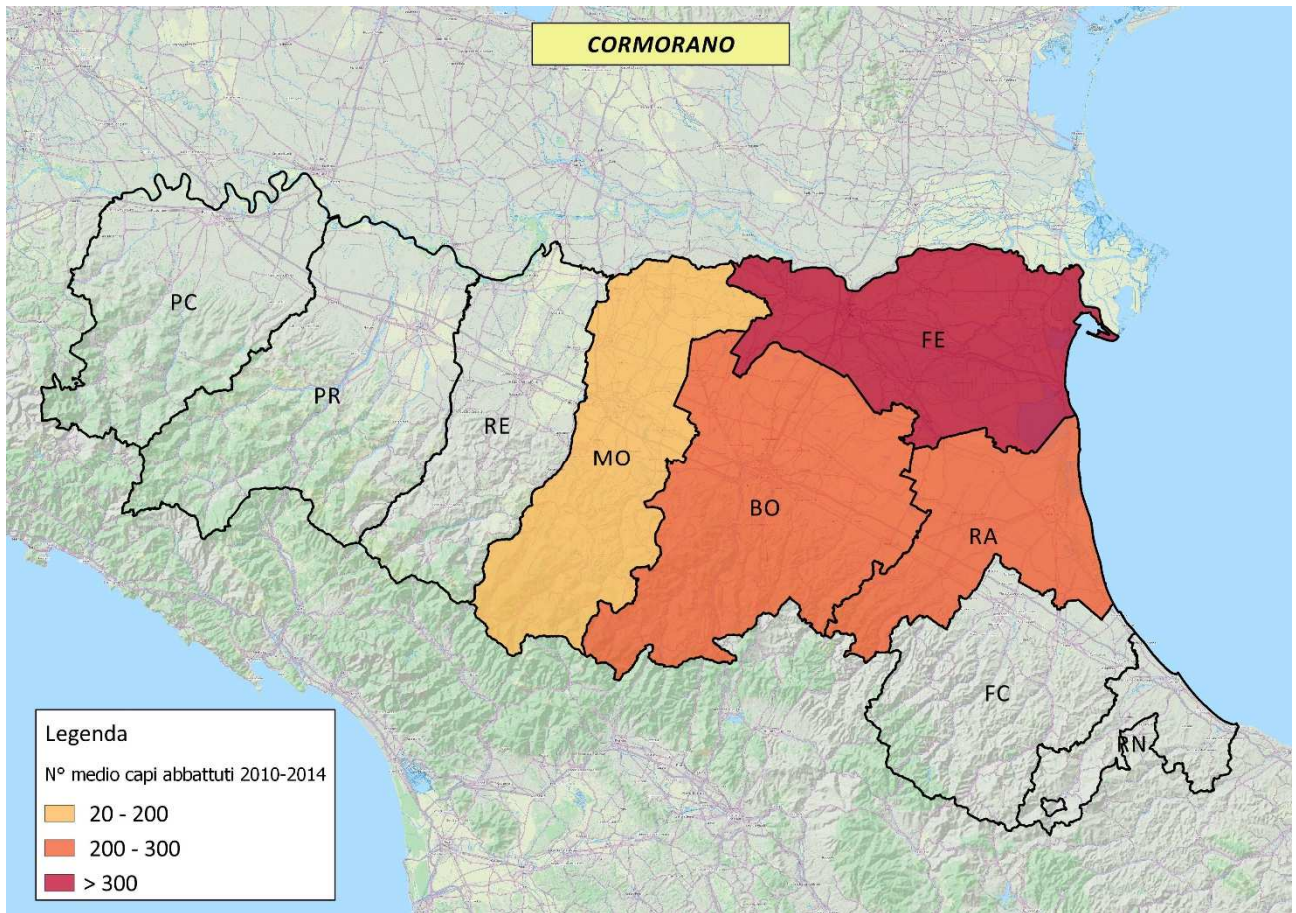 CORMORANO
PC
PR
RE
MO
BO
FE
RA
FC
RN
Legenda
N° medio capi abbattuti 2010-2014
20 - 200
200 - 300
> 300